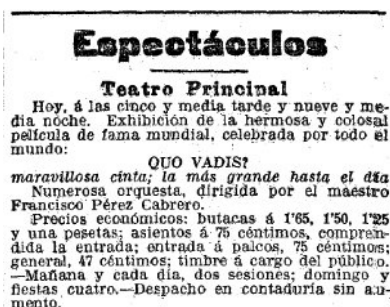 Espectáculos
Teatro Principal
Hoy, á las cinco y media tarde y nueve y me-
dia noche. Exhibición de la hermosa y colosal
película de fama mundial, celebrada por todo el
mundo:
QUO VADIS?
maravillosa cinta; la más grande hasta el día
Numerosa orquesta, dirigida por el maestro
Francisco Pérez Cabrero.
Precios económicos: butacas á 1'65, 1'50, 1'25
y una pesetas; asientos á 75 céntimos, compren-
dida la entrada; entrada á palcos, 75 céntimos;
general, 47 céntimos; timbre á cargo del público.
—Mañana y cada día, dos sesiones; domingo y
fiestas cuatro.—Despacho en contaduría sin au-
mento.